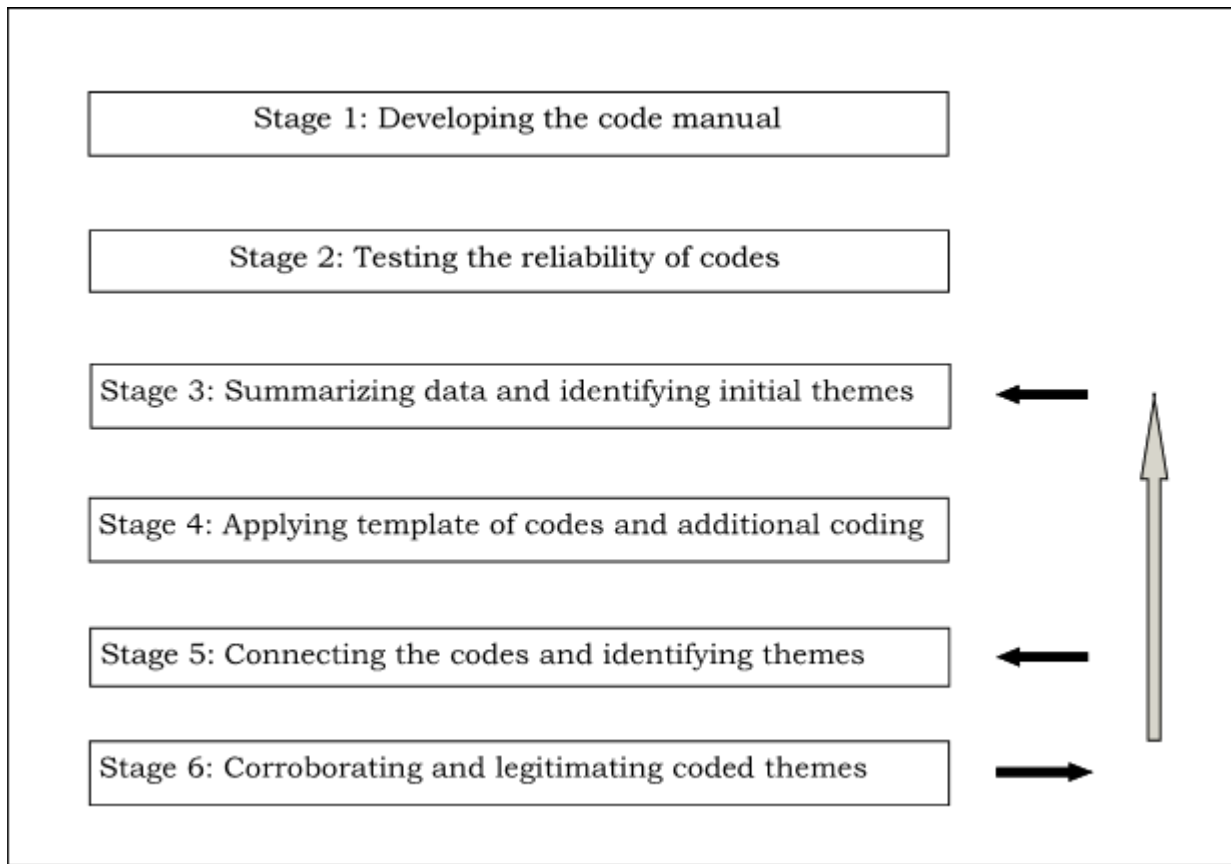 Stage 1: Developing the code manual
Stage 2: Testing the reliability of codes
Stage 3: Summarizing data and identifying initial themes
Stage 4: Applying template of codes and additional coding
Stage 5: Connecting the codes and identifying themes
Stage 6: Corroborating and legitimating coded themes